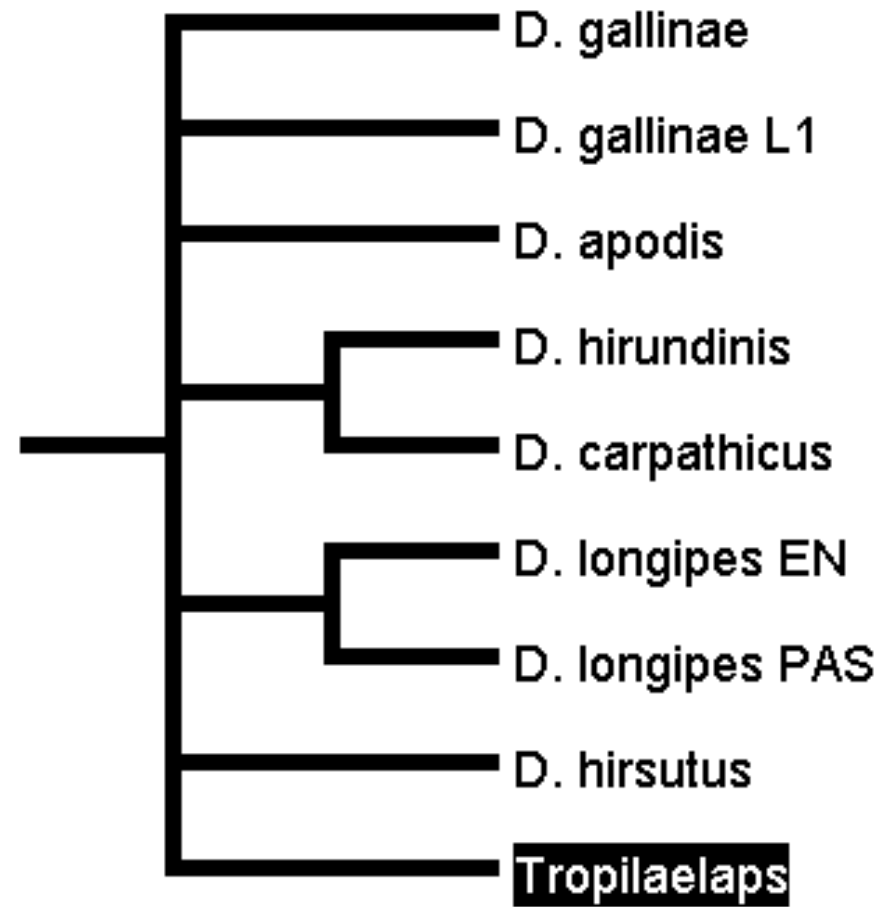 D. gallinae
D. gallinae L1
D. apodis
D. hirundinis
D. carpathicus
D. longipes EN
D. longipes PAS
D. hirsutus
Tropilaelaps